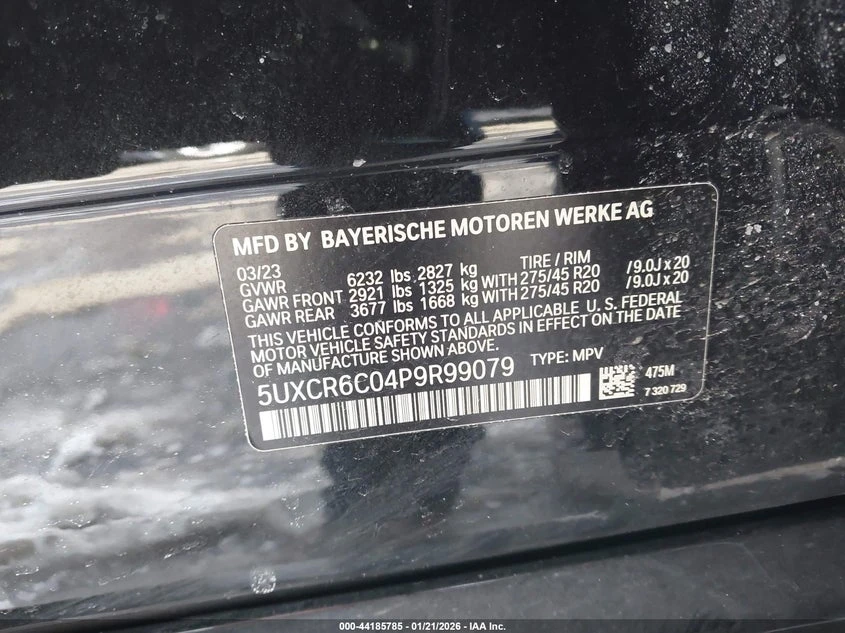 MFD BY BAYERISCHE MOTOREN WERKE AG
03/23 TIRE / RIM
GVWR 6232 lbs 2827 kg
GAWR FRONT 2921 lbs 1325 kg WITH 275/45 R20 /9.0J x 20
GAWR REAR 3677 lbs 1668 kg WITH 275/45 R20 /9.0J x 20
THIS VEHICLE CONFORMS TO ALL APPLICABLE U.S. FEDERAL
MOTOR VEHICLE SAFETY STANDARDS IN EFFECT ON THE DATE
OF MANUFACTURE SHOWN ABOVE.
TYPE: MPV
5UXCR6C04P9R99079
475M
7 320 729
000-44185785 - 01/21/2026 - IAA Inc.